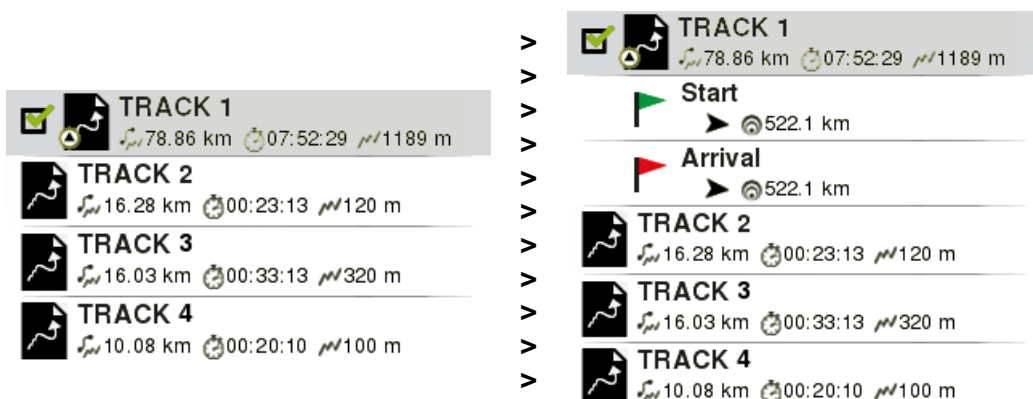 TRACK 1
78.86 km 07:52:29 1189 m
TRACK 2
16.28 km 00:23:13 120 m
TRACK 3
16.03 km 00:33:13 320 m
TRACK 4
10.08 km 00:20:10 100 m
>
>
>
>
>
>
>
>
>
>
>
TRACK 1
78.86 km 07:52:29 1189 m
Start
522.1 km
Arrival
522.1 km
TRACK 2
16.28 km 00:23:13 120 m
TRACK 3
16.03 km 00:33:13 320 m
TRACK 4
10.08 km 00:20:10 100 m